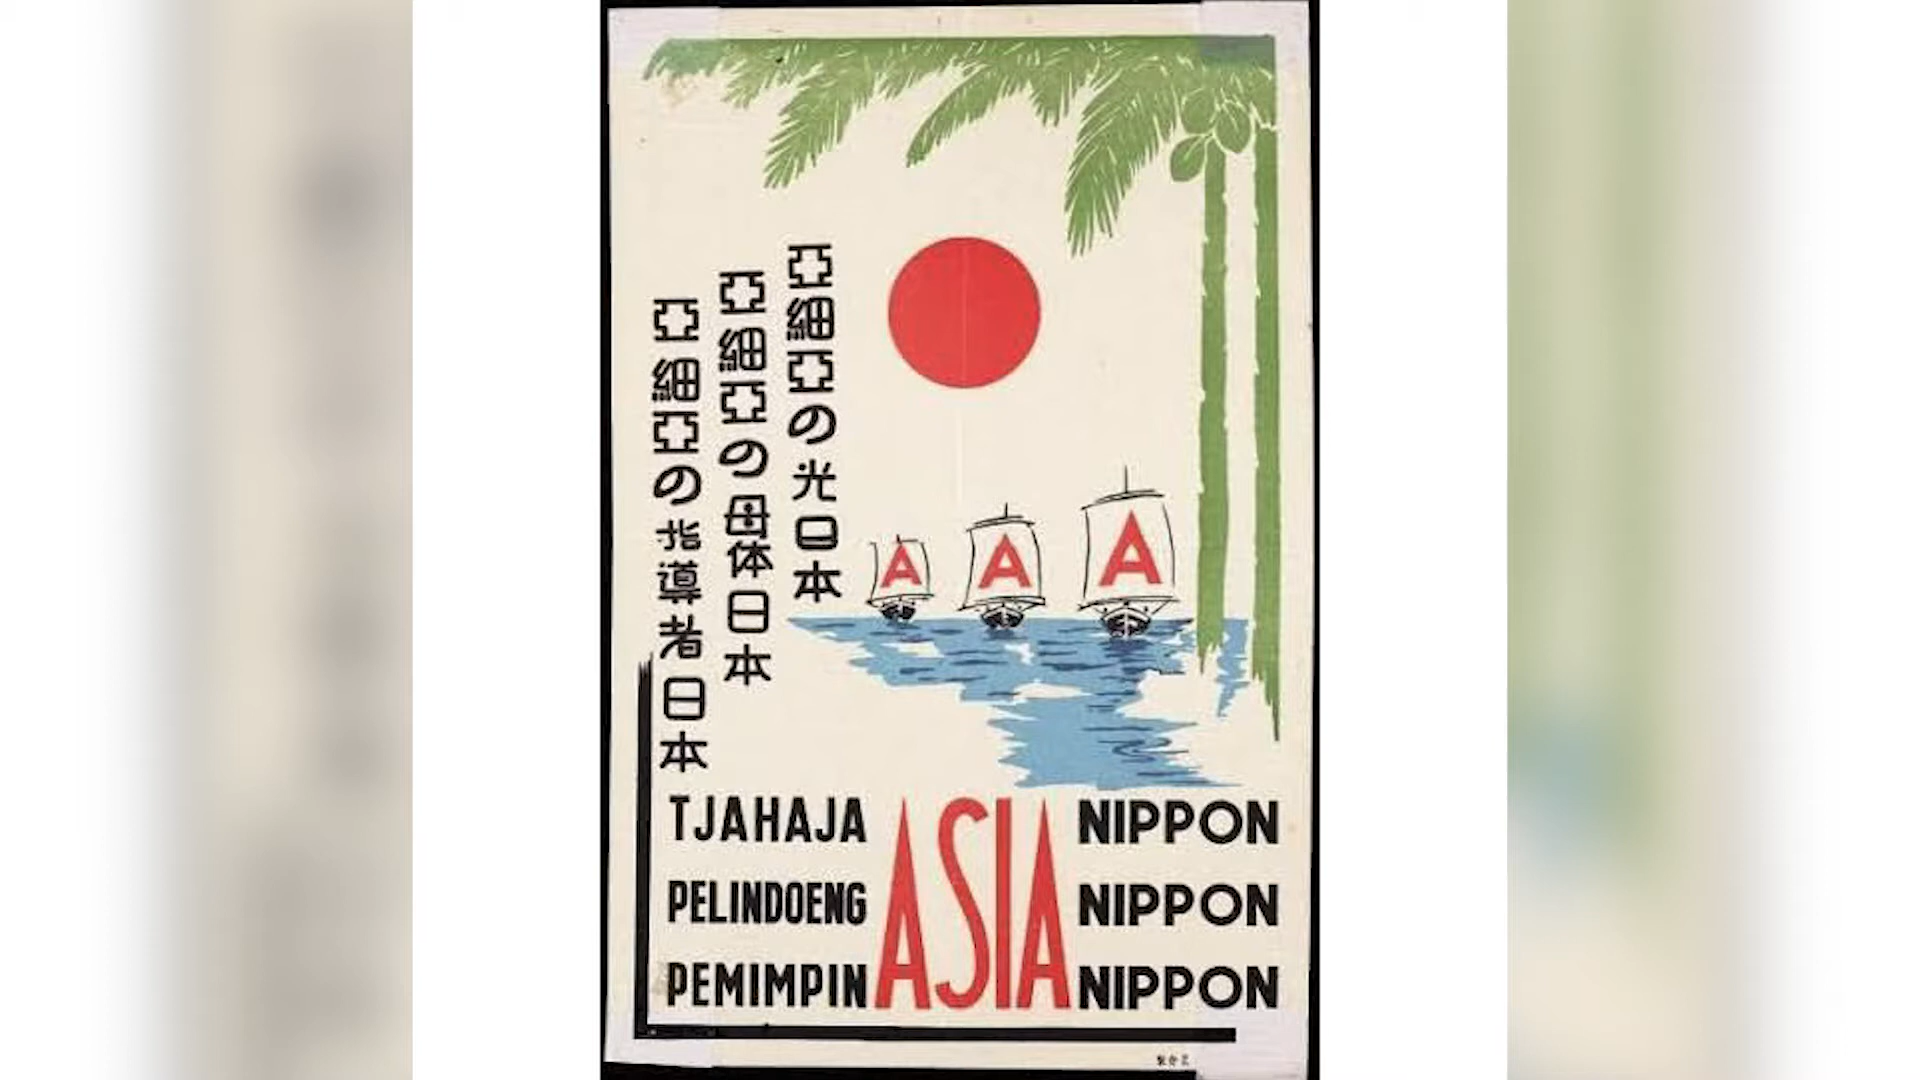 亞細亞の光日本
亞細亞の母体日本
亞細亞の指導者日本
A A A
TJAHAJA ASIA NIPPON
PELINDOENG NIPPON
PEMIMPIN NIPPON